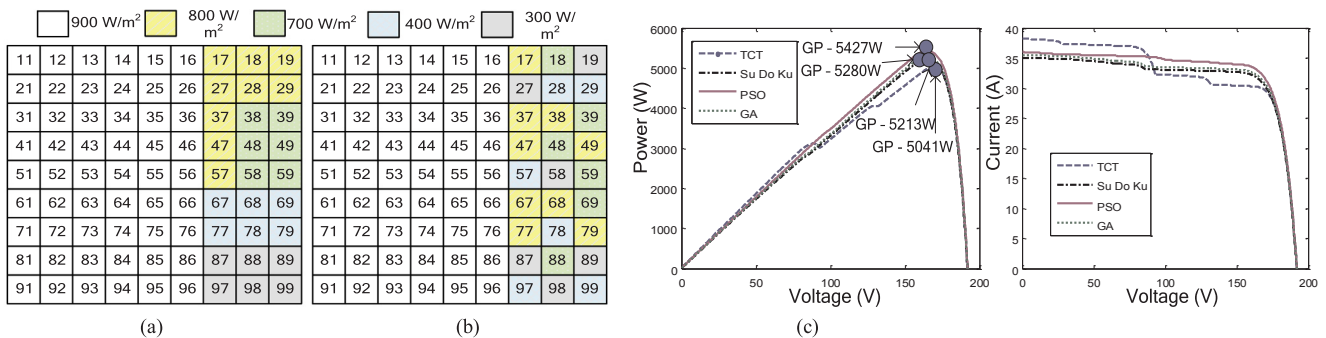 900 W/m²
800 W/
m²
700 W/m²
400 W/m²
300
W/m²
11 12 13 14 15 16 17 18 19
21 22 23 24 25 26 27 28 29
31 32 33 34 35 36 37 38 39
41 42 43 44 45 46 47 48 49
51 52 53 54 55 56 57 58 59
61 62 63 64 65 66 67 68 69
71 72 73 74 75 76 77 78 79
81 82 83 84 85 86 87 88 89
91 92 93 94 95 96 97 98 99
(a)
11 12 13 14 15 16 17 18 19
21 22 23 24 25 26 27 28 29
31 32 33 34 35 36 37 38 39
41 42 43 44 45 46 47 48 49
51 52 53 54 55 56 57 58 59
61 62 63 64 65 66 67 68 69
71 72 73 74 75 76 77 78 79
81 82 83 84 85 86 87 88 89
91 92 93 94 95 96 97 98 99
(b)
Power (W)
6000
5000
4000
3000
2000
1000
0
TCT
Su Do Ku
PSO
GA
GP - 5427W
GP - 5280W
GP - 5213W
GP - 5041W
0 50 100 150 200
Voltage (V)
Current (A)
40
35
30
25
20
15
10
5
0
TCT
Su Do Ku
PSO
GA
0 50 100 150 200
Voltage (V)
(c)